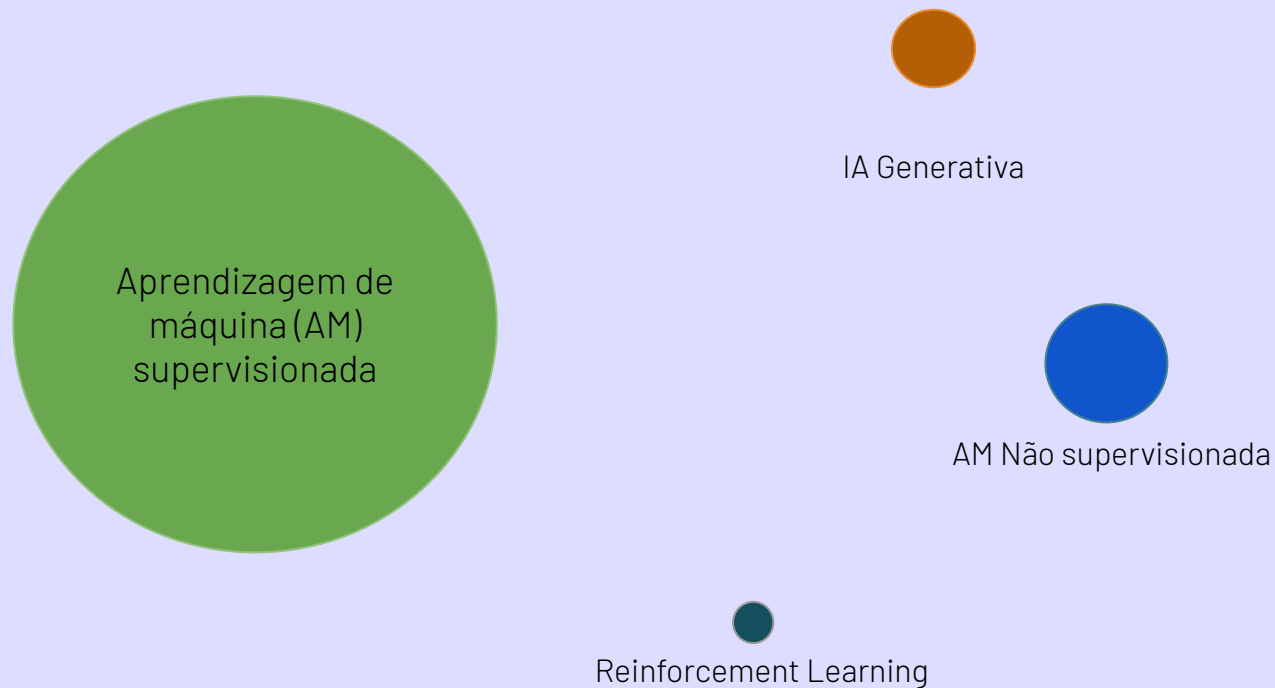 IA Generativa
Aprendizagem de
máquina (AM)
supervisionada
AM Não supervisionada
Reinforcement Learning